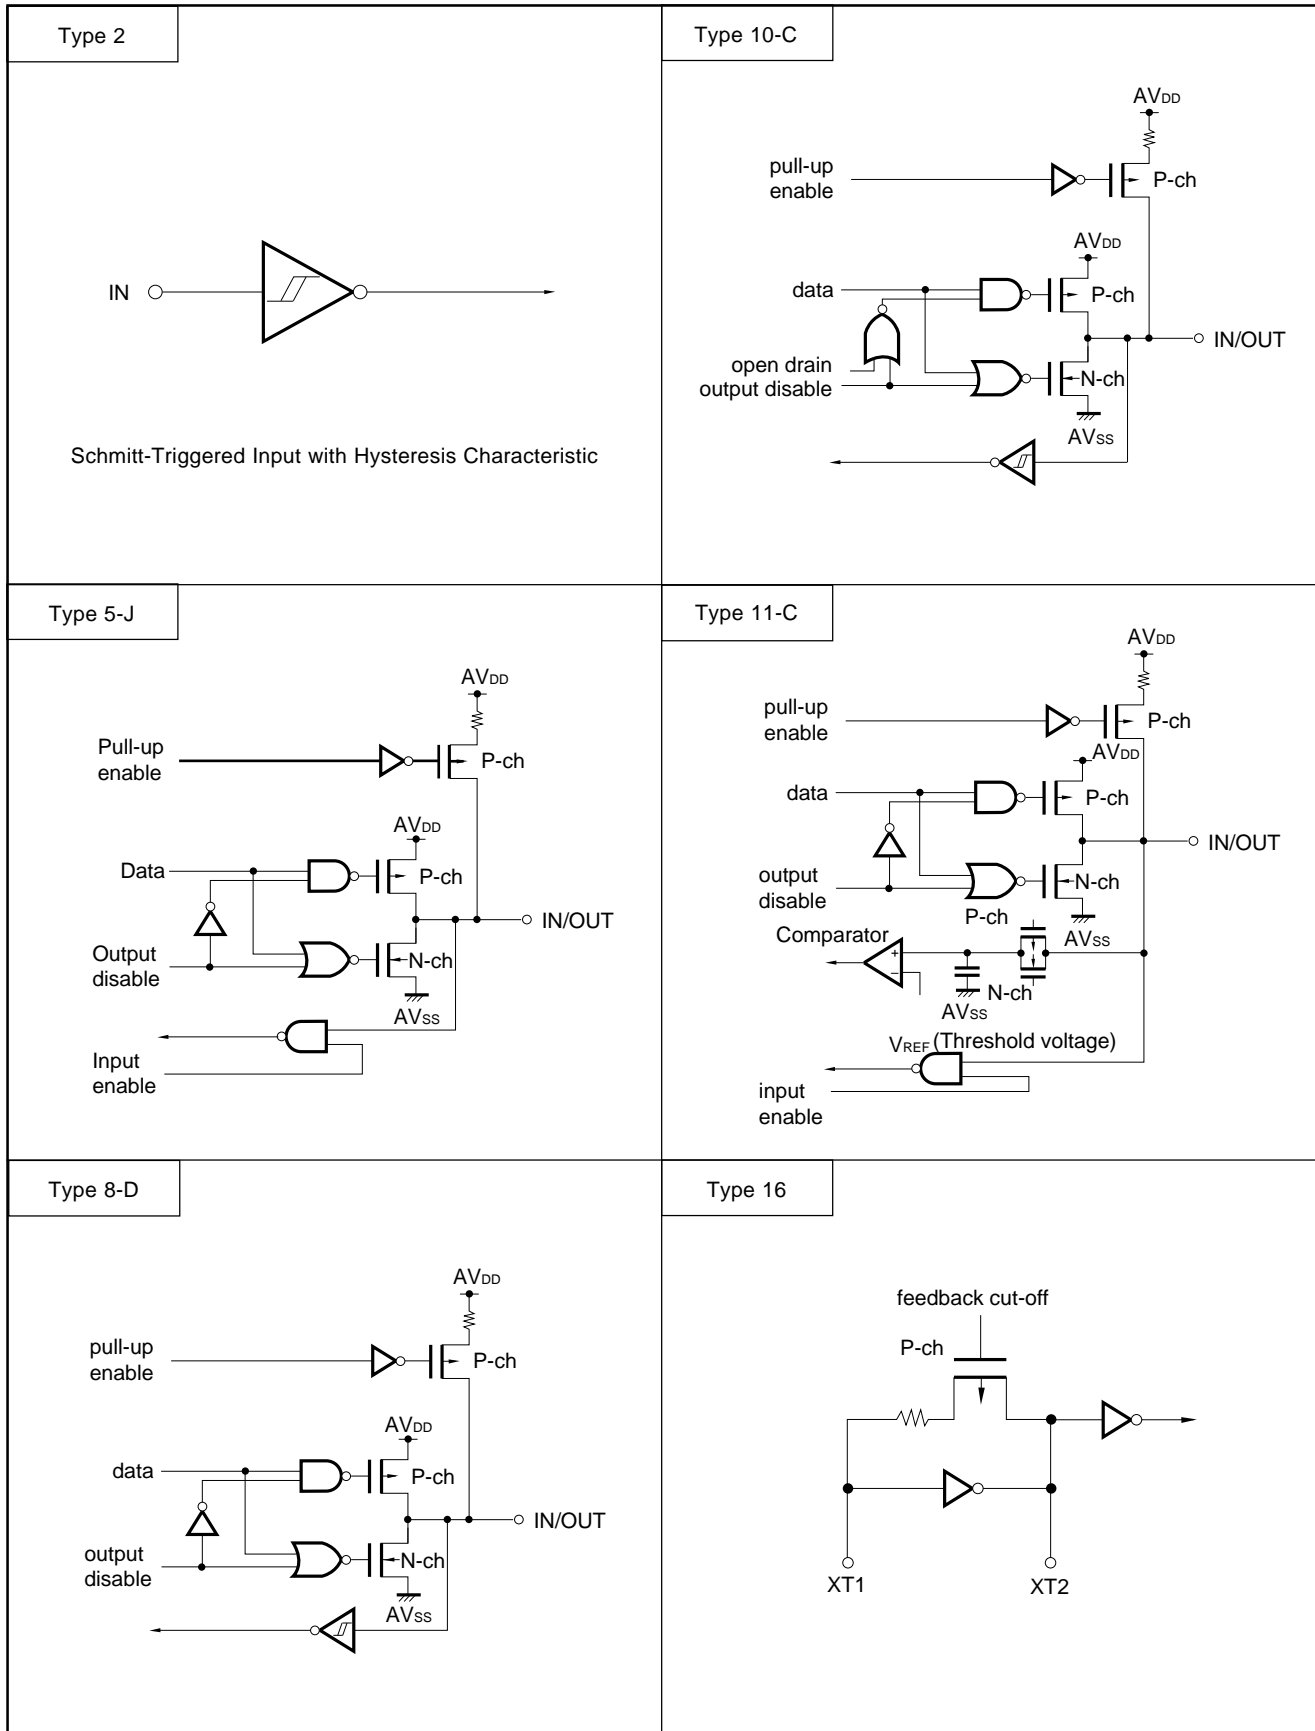 Type 2
IN
Schmitt-Triggered Input with Hysteresis Characteristic
Type 10-C
AVDD
pull-up
enable
P-ch
AVDD
data
P-ch
IN/OUT
open drain
output disable
N-ch
AVSS
Type 5-J
AVDD
Pull-up
enable
P-ch
AVDD
Data
P-ch
IN/OUT
Output
disable
N-ch
AVSS
Input
enable
Type 11-C
AVDD
pull-up
enable
P-ch
AVDD
data
P-ch
IN/OUT
output
disable
N-ch
P-ch
Comparator
AVSS
+
−
N-ch
AVSS
VREF (Threshold voltage)
input
enable
Type 8-D
AVDD
pull-up
enable
P-ch
AVDD
data
P-ch
IN/OUT
output
disable
N-ch
AVSS
Type 16
feedback cut-off
P-ch
XT1
XT2